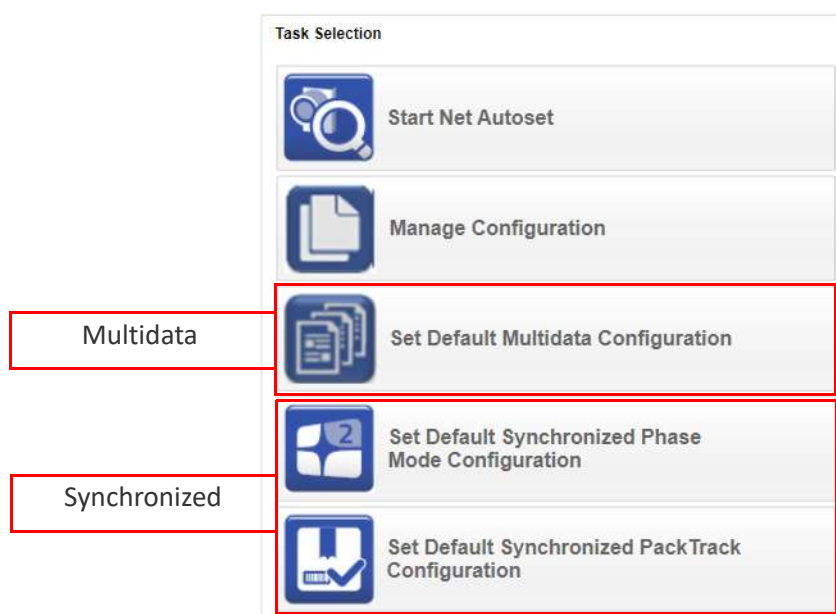 Task Selection
Start Net Autoset
Manage Configuration
Multidata
Set Default Multidata Configuration
2
Set Default Synchronized Phase
Mode Configuration
Synchronized
Set Default Synchronized PackTrack
Configuration